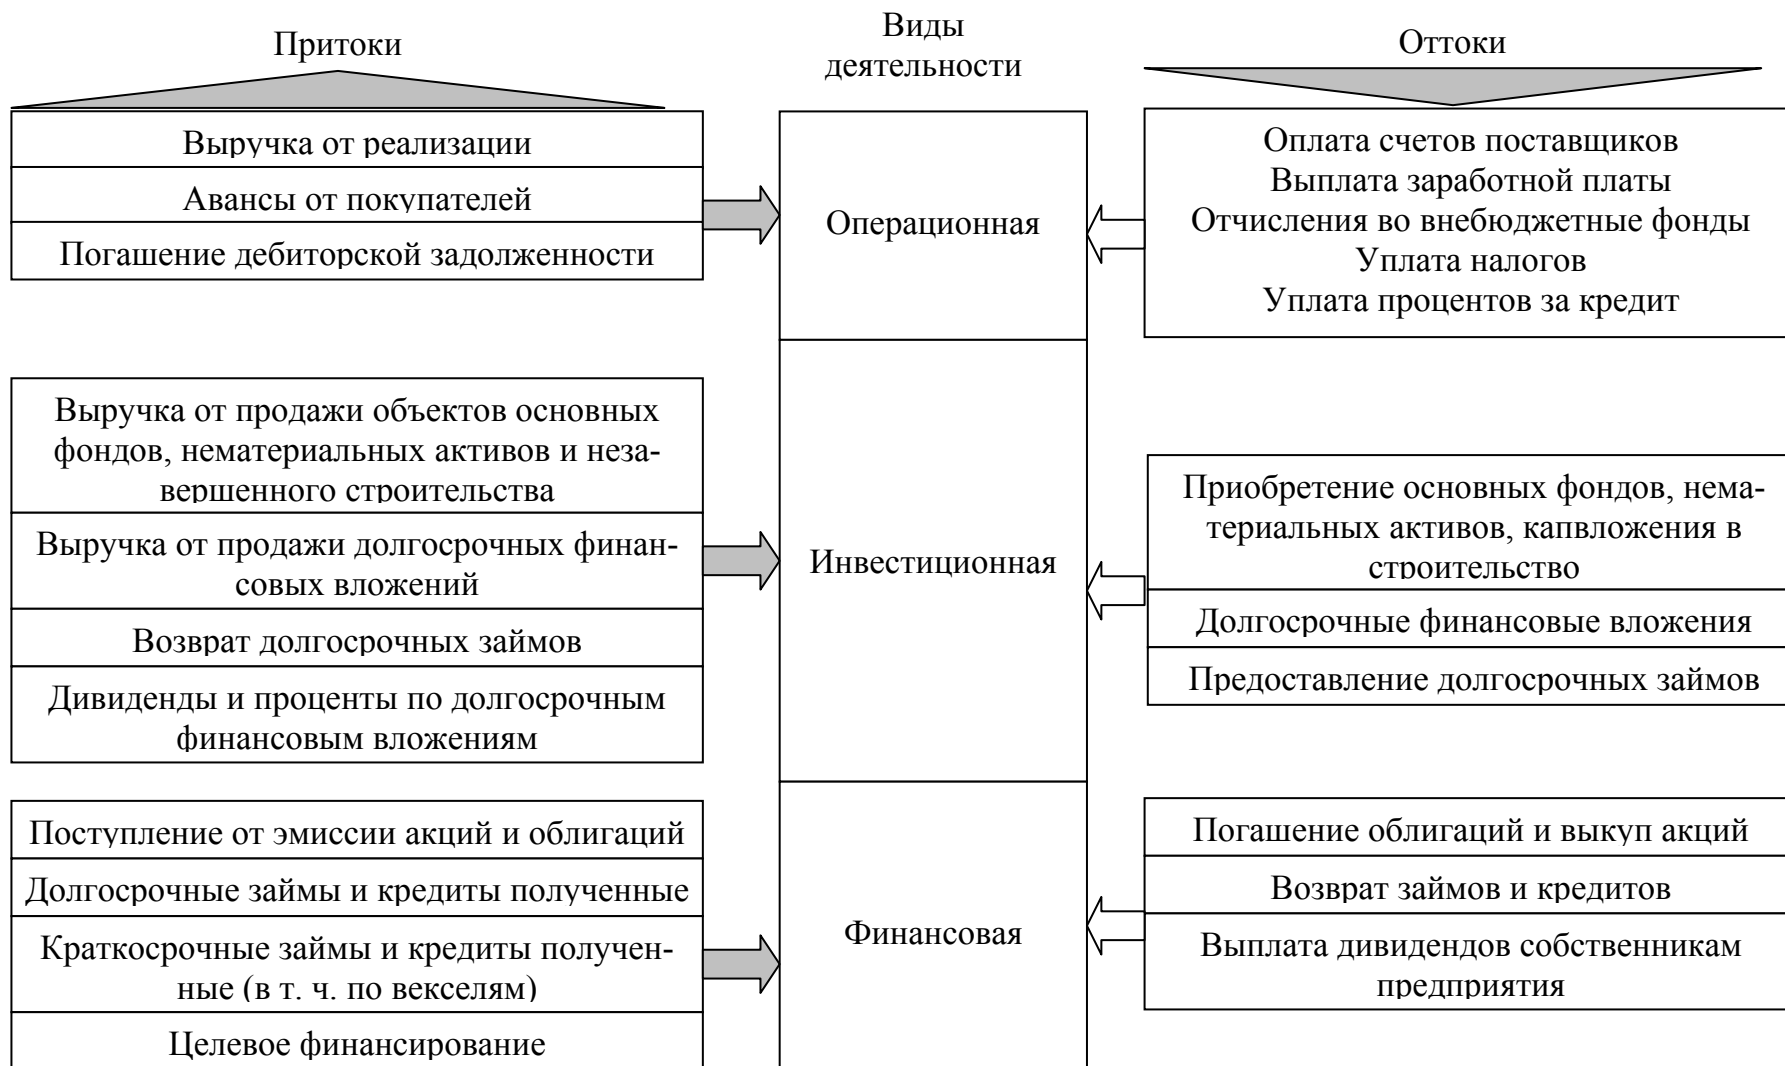 Притоки
Виды
деятельности
Оттоки
Выручка от реализации
Авансы от покупателей
Погашение дебиторской задолженности
Операционная
Оплата счетов поставщиков
Выплата заработной платы
Отчисления во внебюджетные фонды
Уплата налогов
Уплата процентов за кредит
Выручка от продажи объектов основных
фондов, нематериальных активов и неза-
вершенного строительства
Выручка от продажи долгосрочных финан-
совых вложений
Возврат долгосрочных займов
Дивиденды и проценты по долгосрочным
финансовым вложениям
Инвестиционная
Приобретение основных фондов, нема-
териальных активов, капвложения в
строительство
Долгосрочные финансовые вложения
Предоставление долгосрочных займов
Поступление от эмиссии акций и облигаций
Долгосрочные займы и кредиты полученные
Краткосрочные займы и кредиты получен-
ные (в т. ч. по векселям)
Целевое финансирование
Финансовая
Погашение облигаций и выкуп акций
Возврат займов и кредитов
Выплата дивидендов собственникам
предприятия